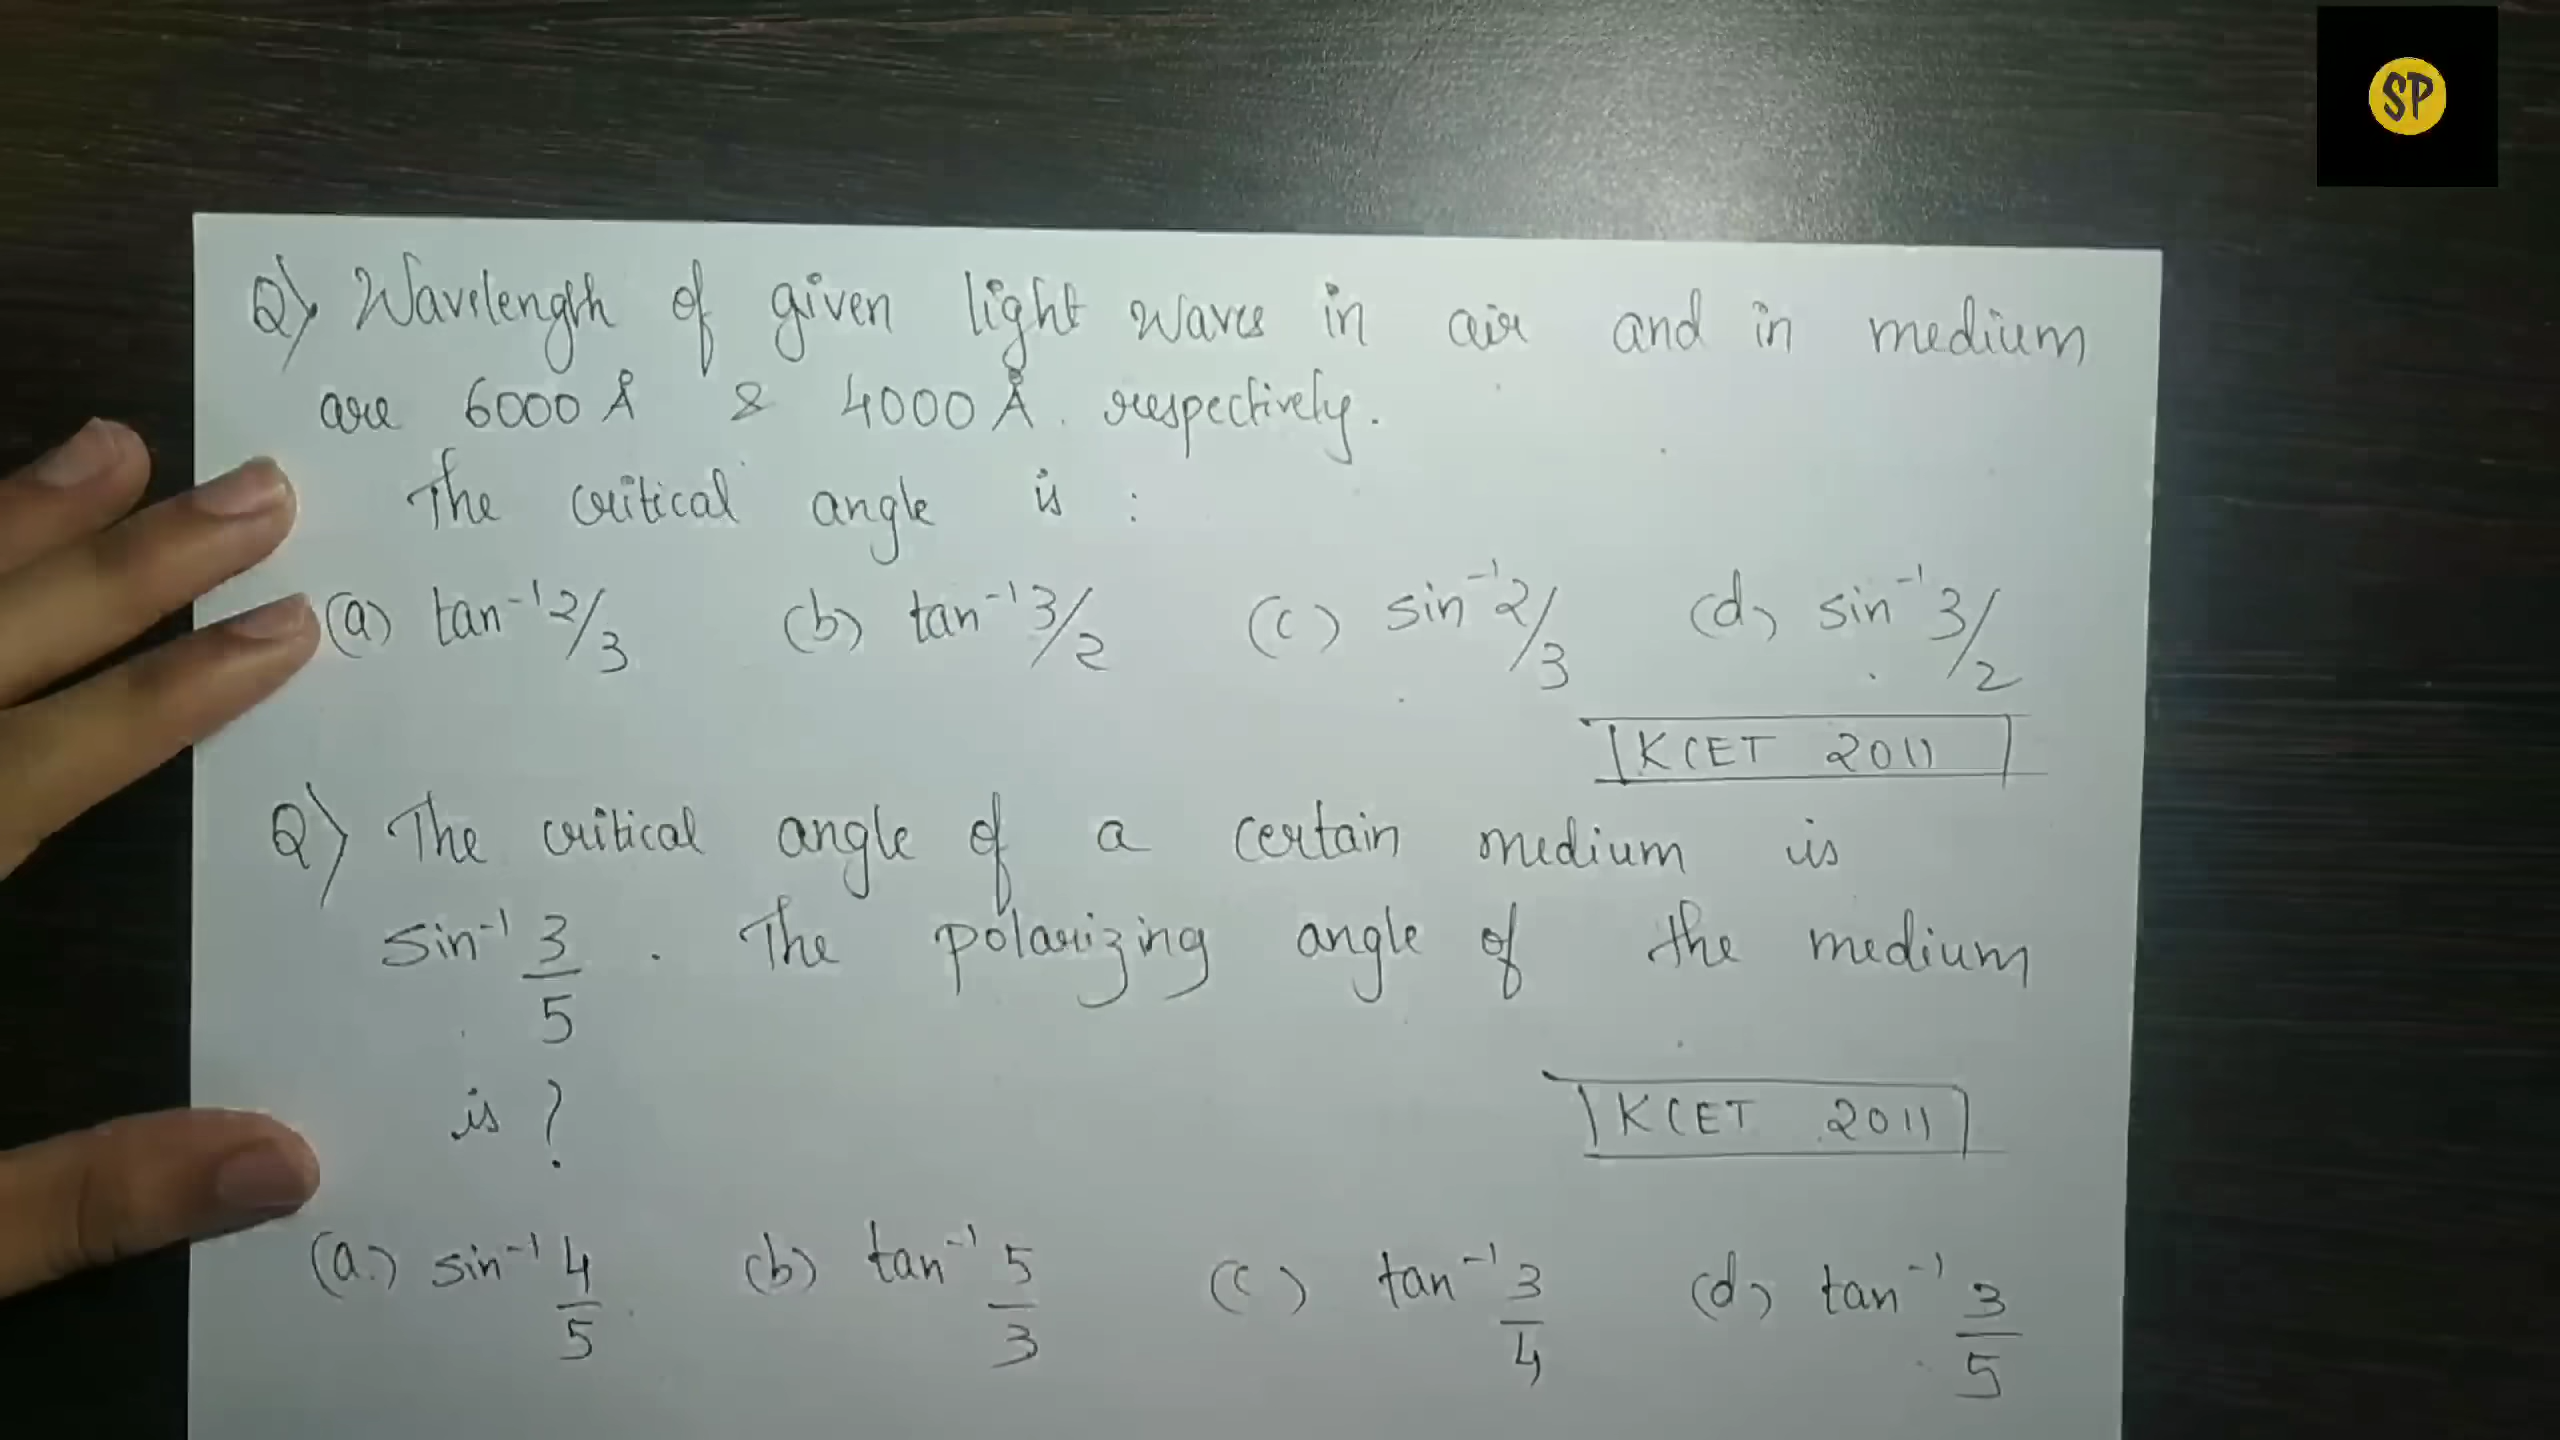 SP
Q) Wavelength of given light waves in air and in medium
are 6000 Å & 4000 Å. respectively.
The critical angle is :
(a) tan⁻¹ 2/3 (b) tan⁻¹ 3/2 (c) sin⁻¹ 2/3 (d) sin⁻¹ 3/2
KCET 2011
Q) The critical angle of a certain medium is
sin⁻¹ 3/5 . The polarizing angle of the medium
is ?
KCET 2011
(a.) sin⁻¹ 4/5 (b) tan⁻¹ 5/3 (c) tan⁻¹ 3/4 (d) tan⁻¹ 3/5